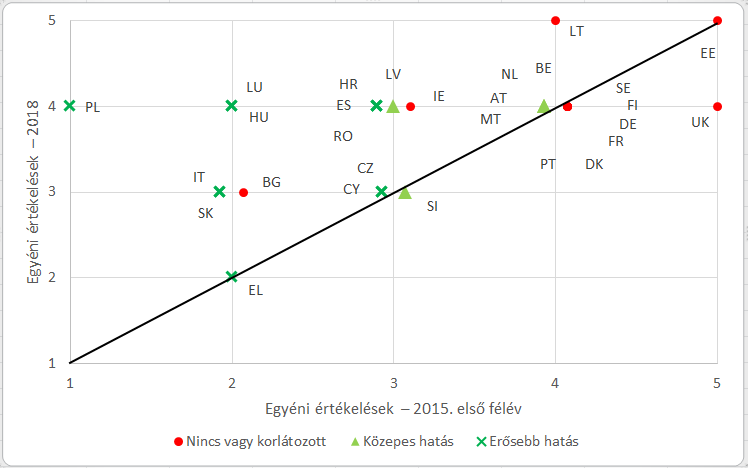 5
LT
EE
BE
NL
LV
HR
LU
SE
4
PL
HU
ES
IE
AT
FI
MT
DE
UK
RO
FR
CZ
PT
DK
IT
BG
3
CY
SK
SI
2
EL
1
Egyéni értékelések – 2018
1 2 3 4 5
Egyéni értékelések – 2015. első félév
Nincs vagy korlátozott Közepes hatás Erősebb hatás